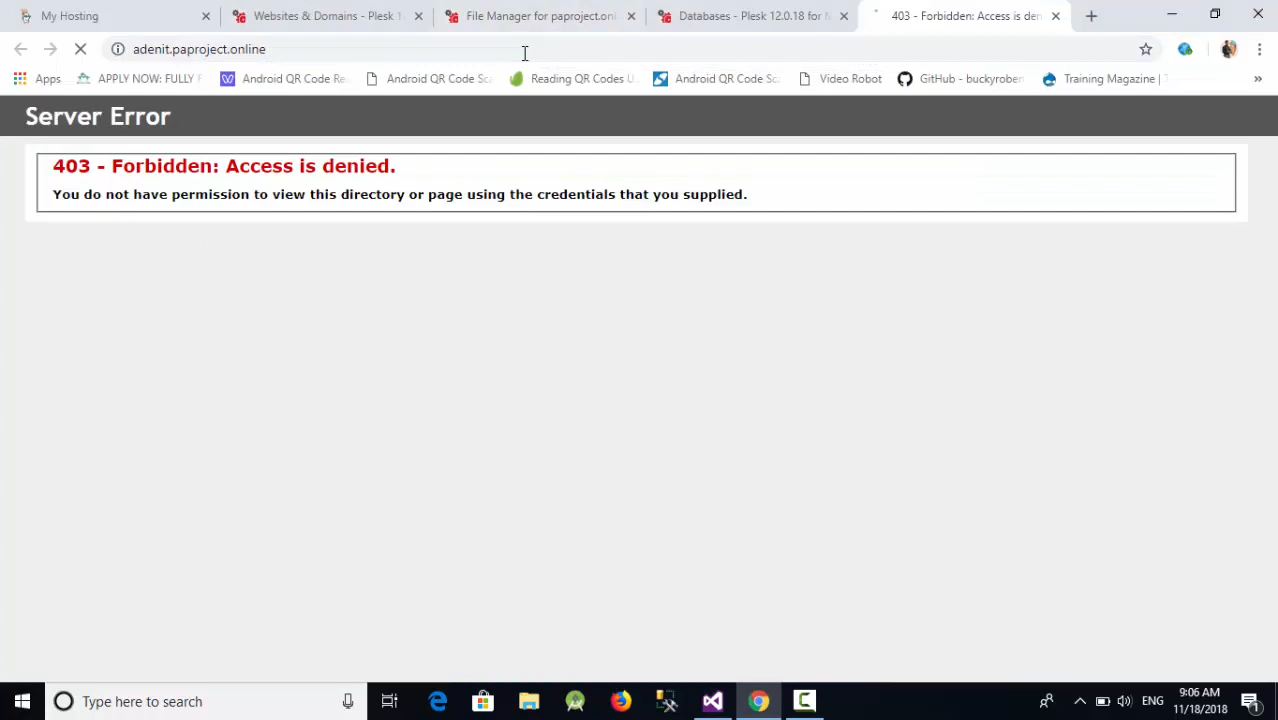 My Hosting
Websites & Domains - Plesk 1
File Manager for paproject.onl
Databases - Plesk 12.0.18 for
403 - Forbidden: Access is den
adenit.paproject.online
Apps
APPLY NOW: FULLY F
Android QR Code Re
Android QR Code Sca
Reading QR Codes U
Android QR Code Sca
Video Robot
GitHub - buckyrober
Training Magazine | T
»
Server Error
403 - Forbidden: Access is denied.
You do not have permission to view this directory or page using the credentials that you supplied.
Type here to search
ENG
9:06 AM
11/18/2018
1